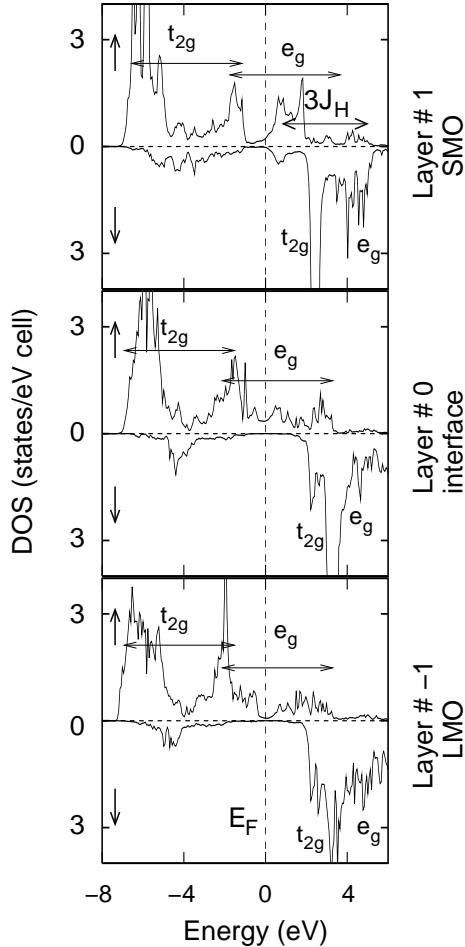 DOS (states/eV cell)
3
t2g
eg
3JH
0
t2g
eg
3
Layer # 1
SMO
3
t2g
eg
0
t2g
eg
3
Layer # 0
interface
3
t2g
eg
0
EF
t2g
eg
3
Layer # −1
LMO
−8 −4 0 4
Energy (eV)